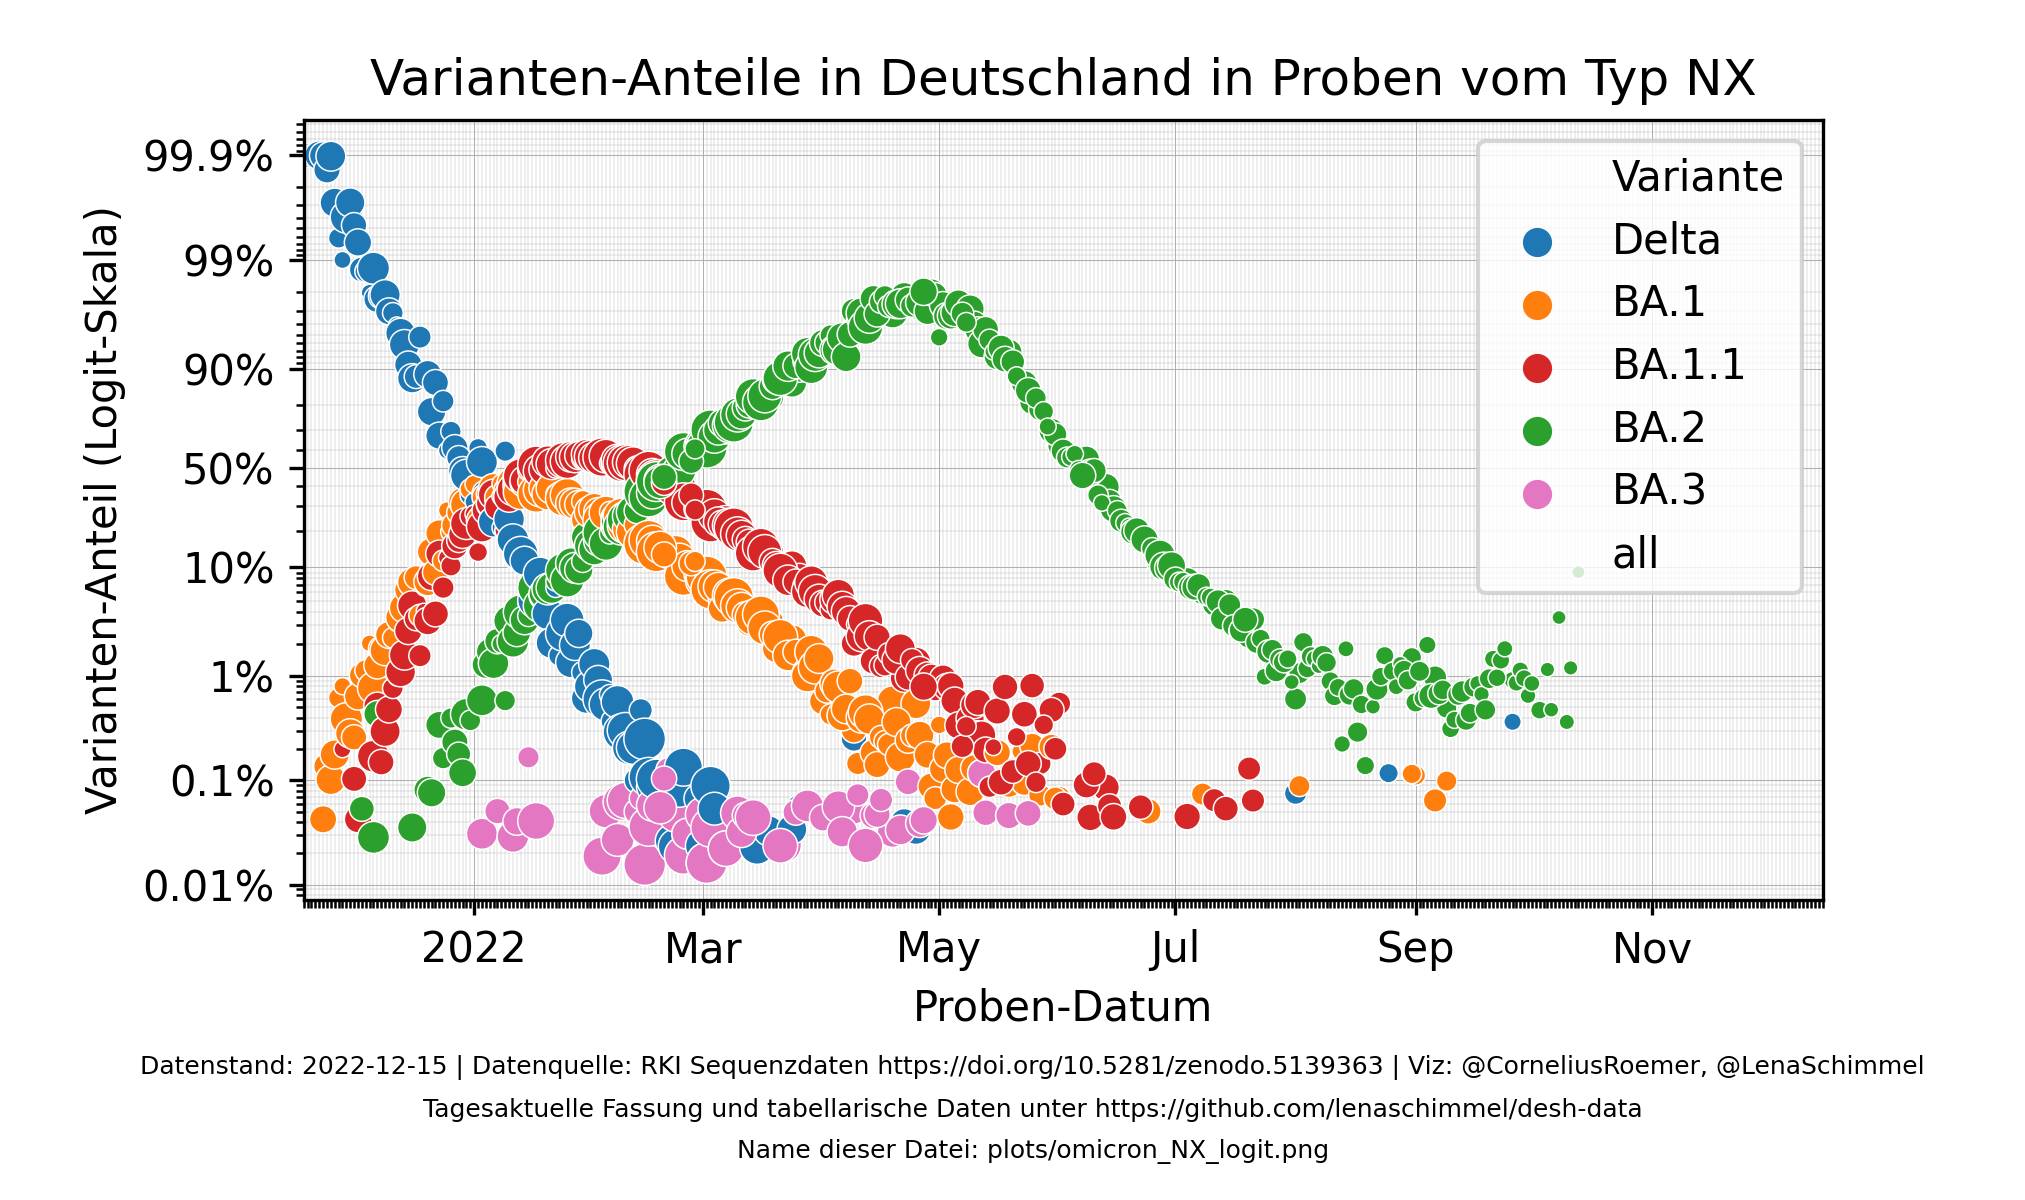 Varianten-Anteile in Deutschland in Proben vom Typ NX
Varianten-Anteil (Logit-Skala)
99.9%
99%
90%
50%
10%
1%
0.1%
0.01%
Variante
Delta
BA.1
BA.1.1
BA.2
BA.3
all
2022 Mar May Jul Sep Nov
Proben-Datum
Datenstand: 2022-12-15 | Datenquelle: RKI Sequenzdaten https://doi.org/10.5281/zenodo.5139363 | Viz: @CorneliusRoemer, @LenaSchimmel
Tagesaktuelle Fassung und tabellarische Daten unter https://github.com/lenaschimmel/desh-data
Name dieser Datei: plots/omicron_NX_logit.png